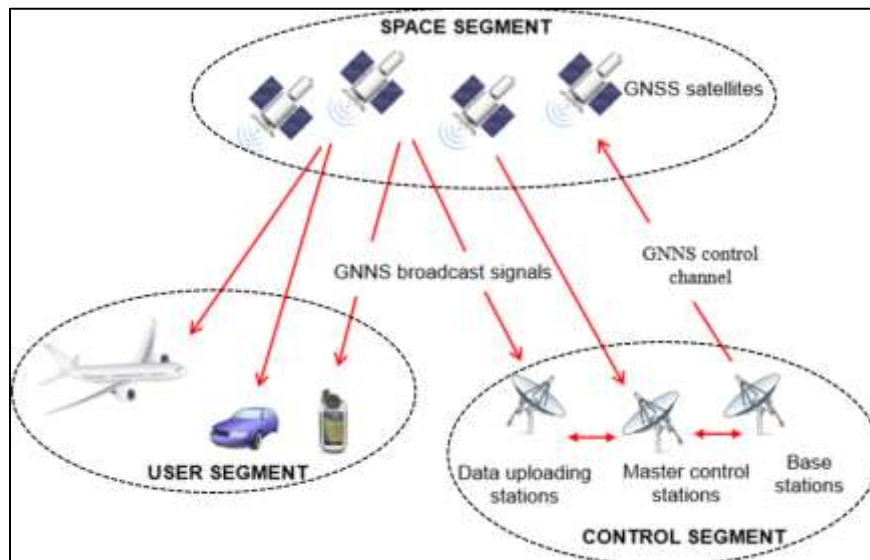 SPACE SEGMENT
GNSS satellites
GNNS broadcast signals
GNNS control
channel
USER SEGMENT
Data uploading
stations
Master control
stations
Base
stations
CONTROL SEGMENT